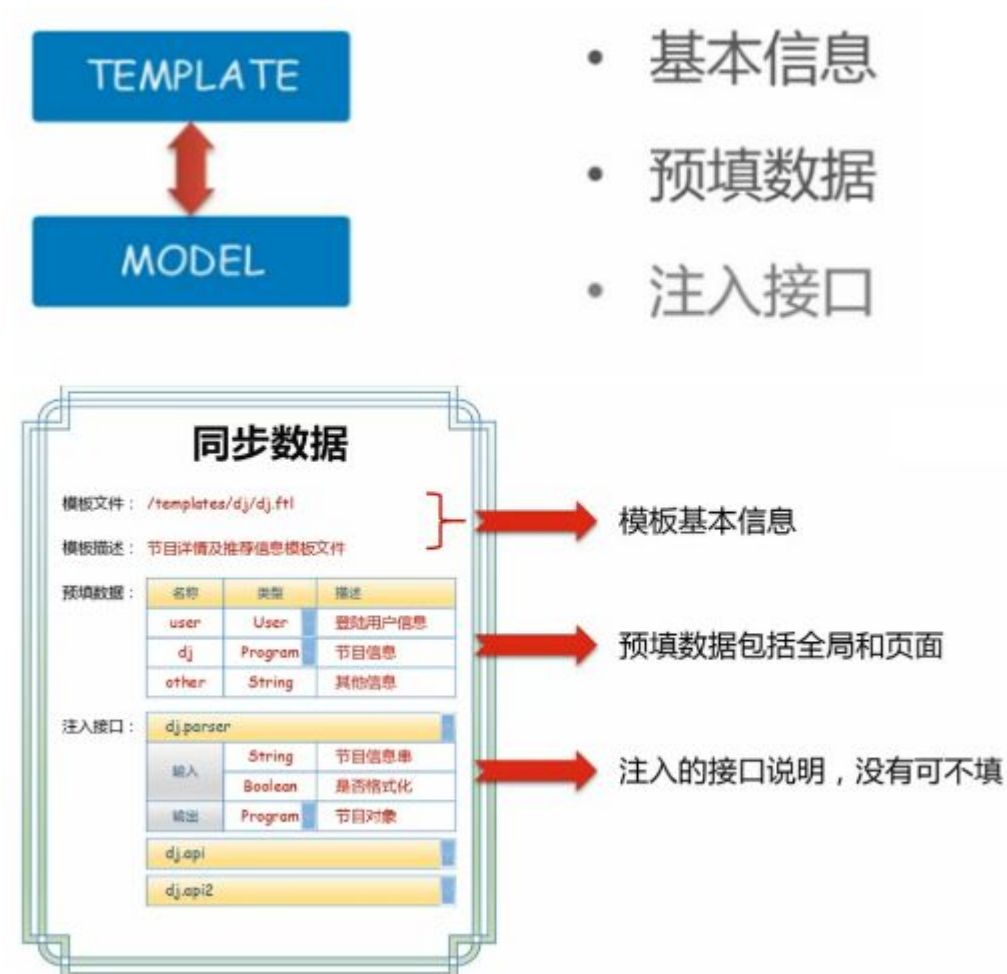 TEMPLATE
MODEL
• 基本信息
• 预填数据
• 注入接口
同步数据
模板文件： /templates/dj/dj.ftl
模板描述： 节目详情及推荐信息模板文件
模板基本信息
预填数据： 名称 类型 描述
user User 登陆用户信息
dj Program 节目信息
other String 其他信息
预填数据包括全局和页面
注入接口： dj.parser
输入 String 节目信息串
Boolean 是否格式化
输出 Program 节目对象
注入的接口说明，没有可不填
dj.api
dj.api2